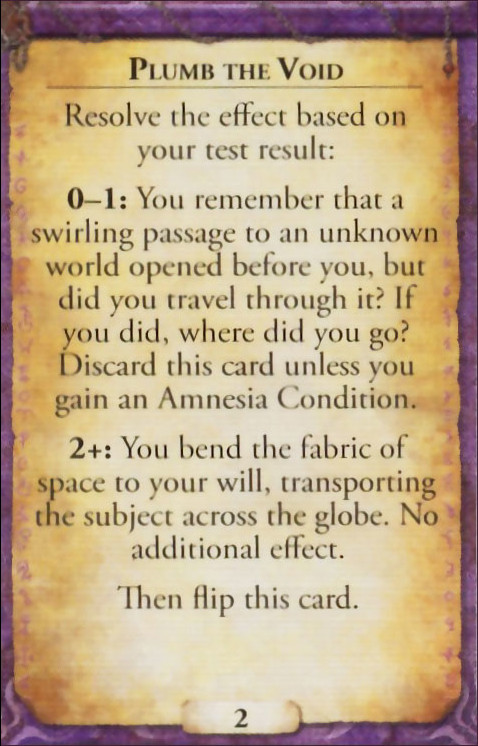 PLUMB THE VOID
Resolve the effect based on
your test result:
0–1: You remember that a
swirling passage to an unknown
world opened before you, but
did you travel through it? If
you did, where did you go?
Discard this card unless you
gain an Amnesia Condition.
2+: You bend the fabric of
space to your will, transporting
the subject across the globe. No
additional effect.
Then flip this card.
2